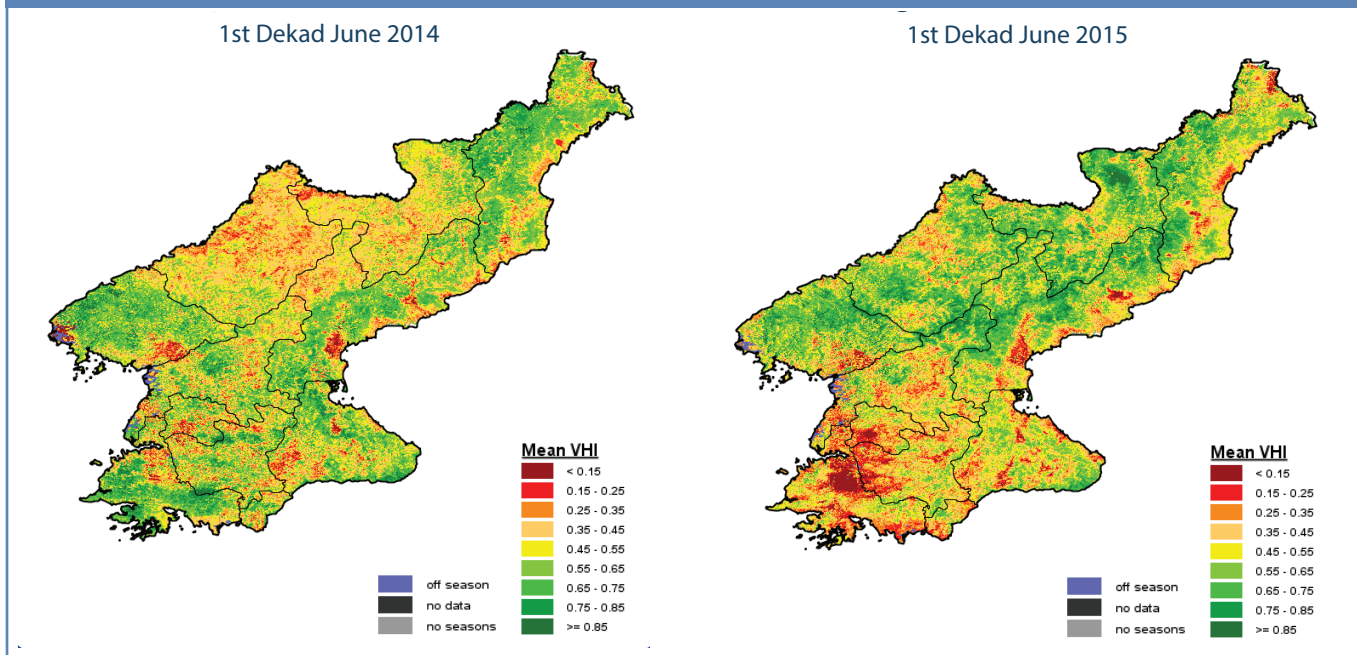 1st Dekad June 2014
Mean VHI
< 0.15
0.15 - 0.25
0.25 - 0.35
0.35 - 0.45
0.45 - 0.55
0.55 - 0.65
0.65 - 0.75
0.75 - 0.85
>= 0.85
off season
no data
no seasons
1st Dekad June 2015
Mean VHI
< 0.15
0.15 - 0.25
0.25 - 0.35
0.35 - 0.45
0.45 - 0.55
0.55 - 0.65
0.65 - 0.75
0.75 - 0.85
>= 0.85
off season
no data
no seasons